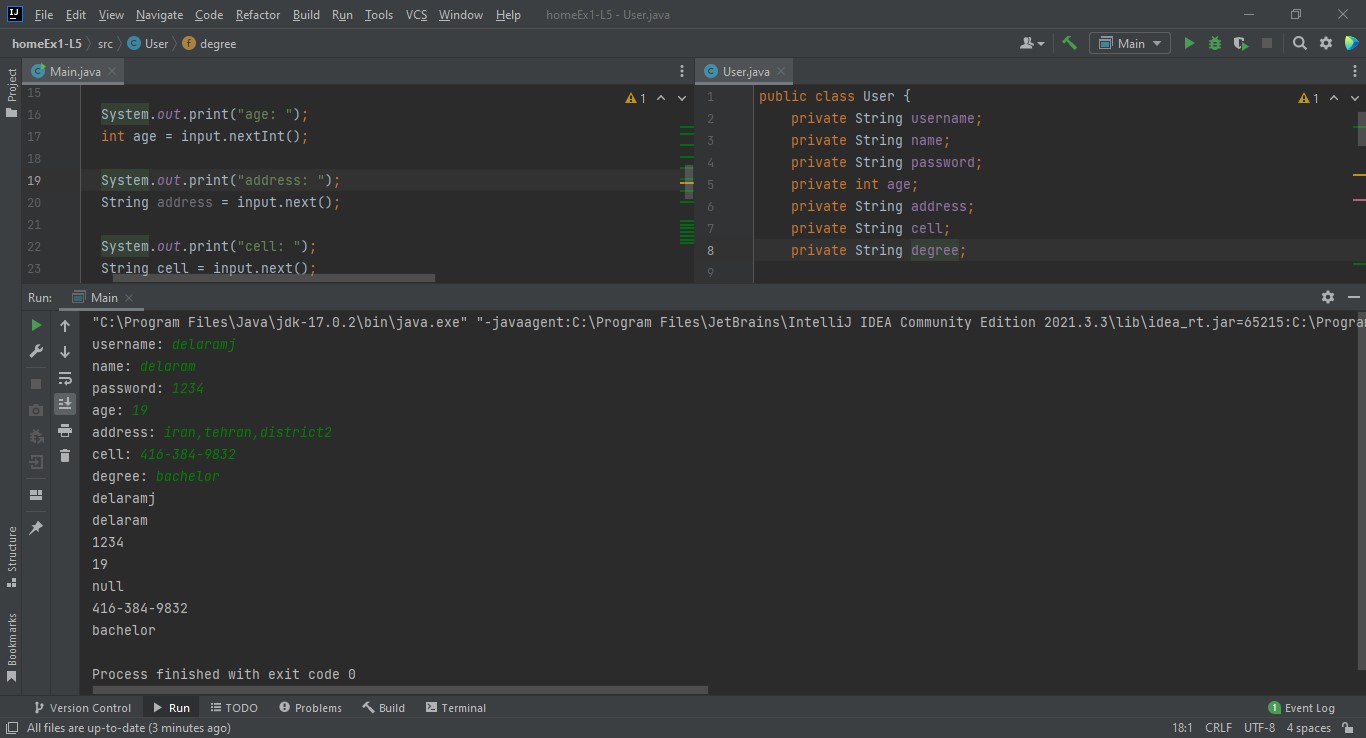 IJ File Edit View Navigate Code Refactor Build Run Tools VCS Window Help homeEx1-L5 - User.java
homeEx1-L5 src C User f degree Main
Project
Main.java
15
16 System.out.print("age: ");
17 int age = input.nextInt();
18
19 System.out.print("address: ");
20 String address = input.next();
21
22 System.out.print("cell: ");
23 String cell = input.next();
1
User.java
1 public class User {
2 private String username;
3 private String name;
4 private String password;
5 private int age;
6 private String address;
7 private String cell;
8 private String degree;
9
1
Run: Main
"C:\Program Files\Java\jdk-17.0.2\bin\java.exe" "-javaagent:C:\Program Files\JetBrains\IntelliJ IDEA Community Edition 2021.3.3\lib\idea_rt.jar=65215:C:\Progra
username: delaramj
name: delaram
password: 1234
age: 19
address: iran,tehran,district2
cell: 416-384-9832
degree: bachelor
delaramj
delaram
1234
19
null
416-384-9832
bachelor
Process finished with exit code 0
Structure
Bookmarks
Version Control Run TODO Problems Build Terminal 1 Event Log
All files are up-to-date (3 minutes ago) 18:1 CRLF UTF-8 4 spaces